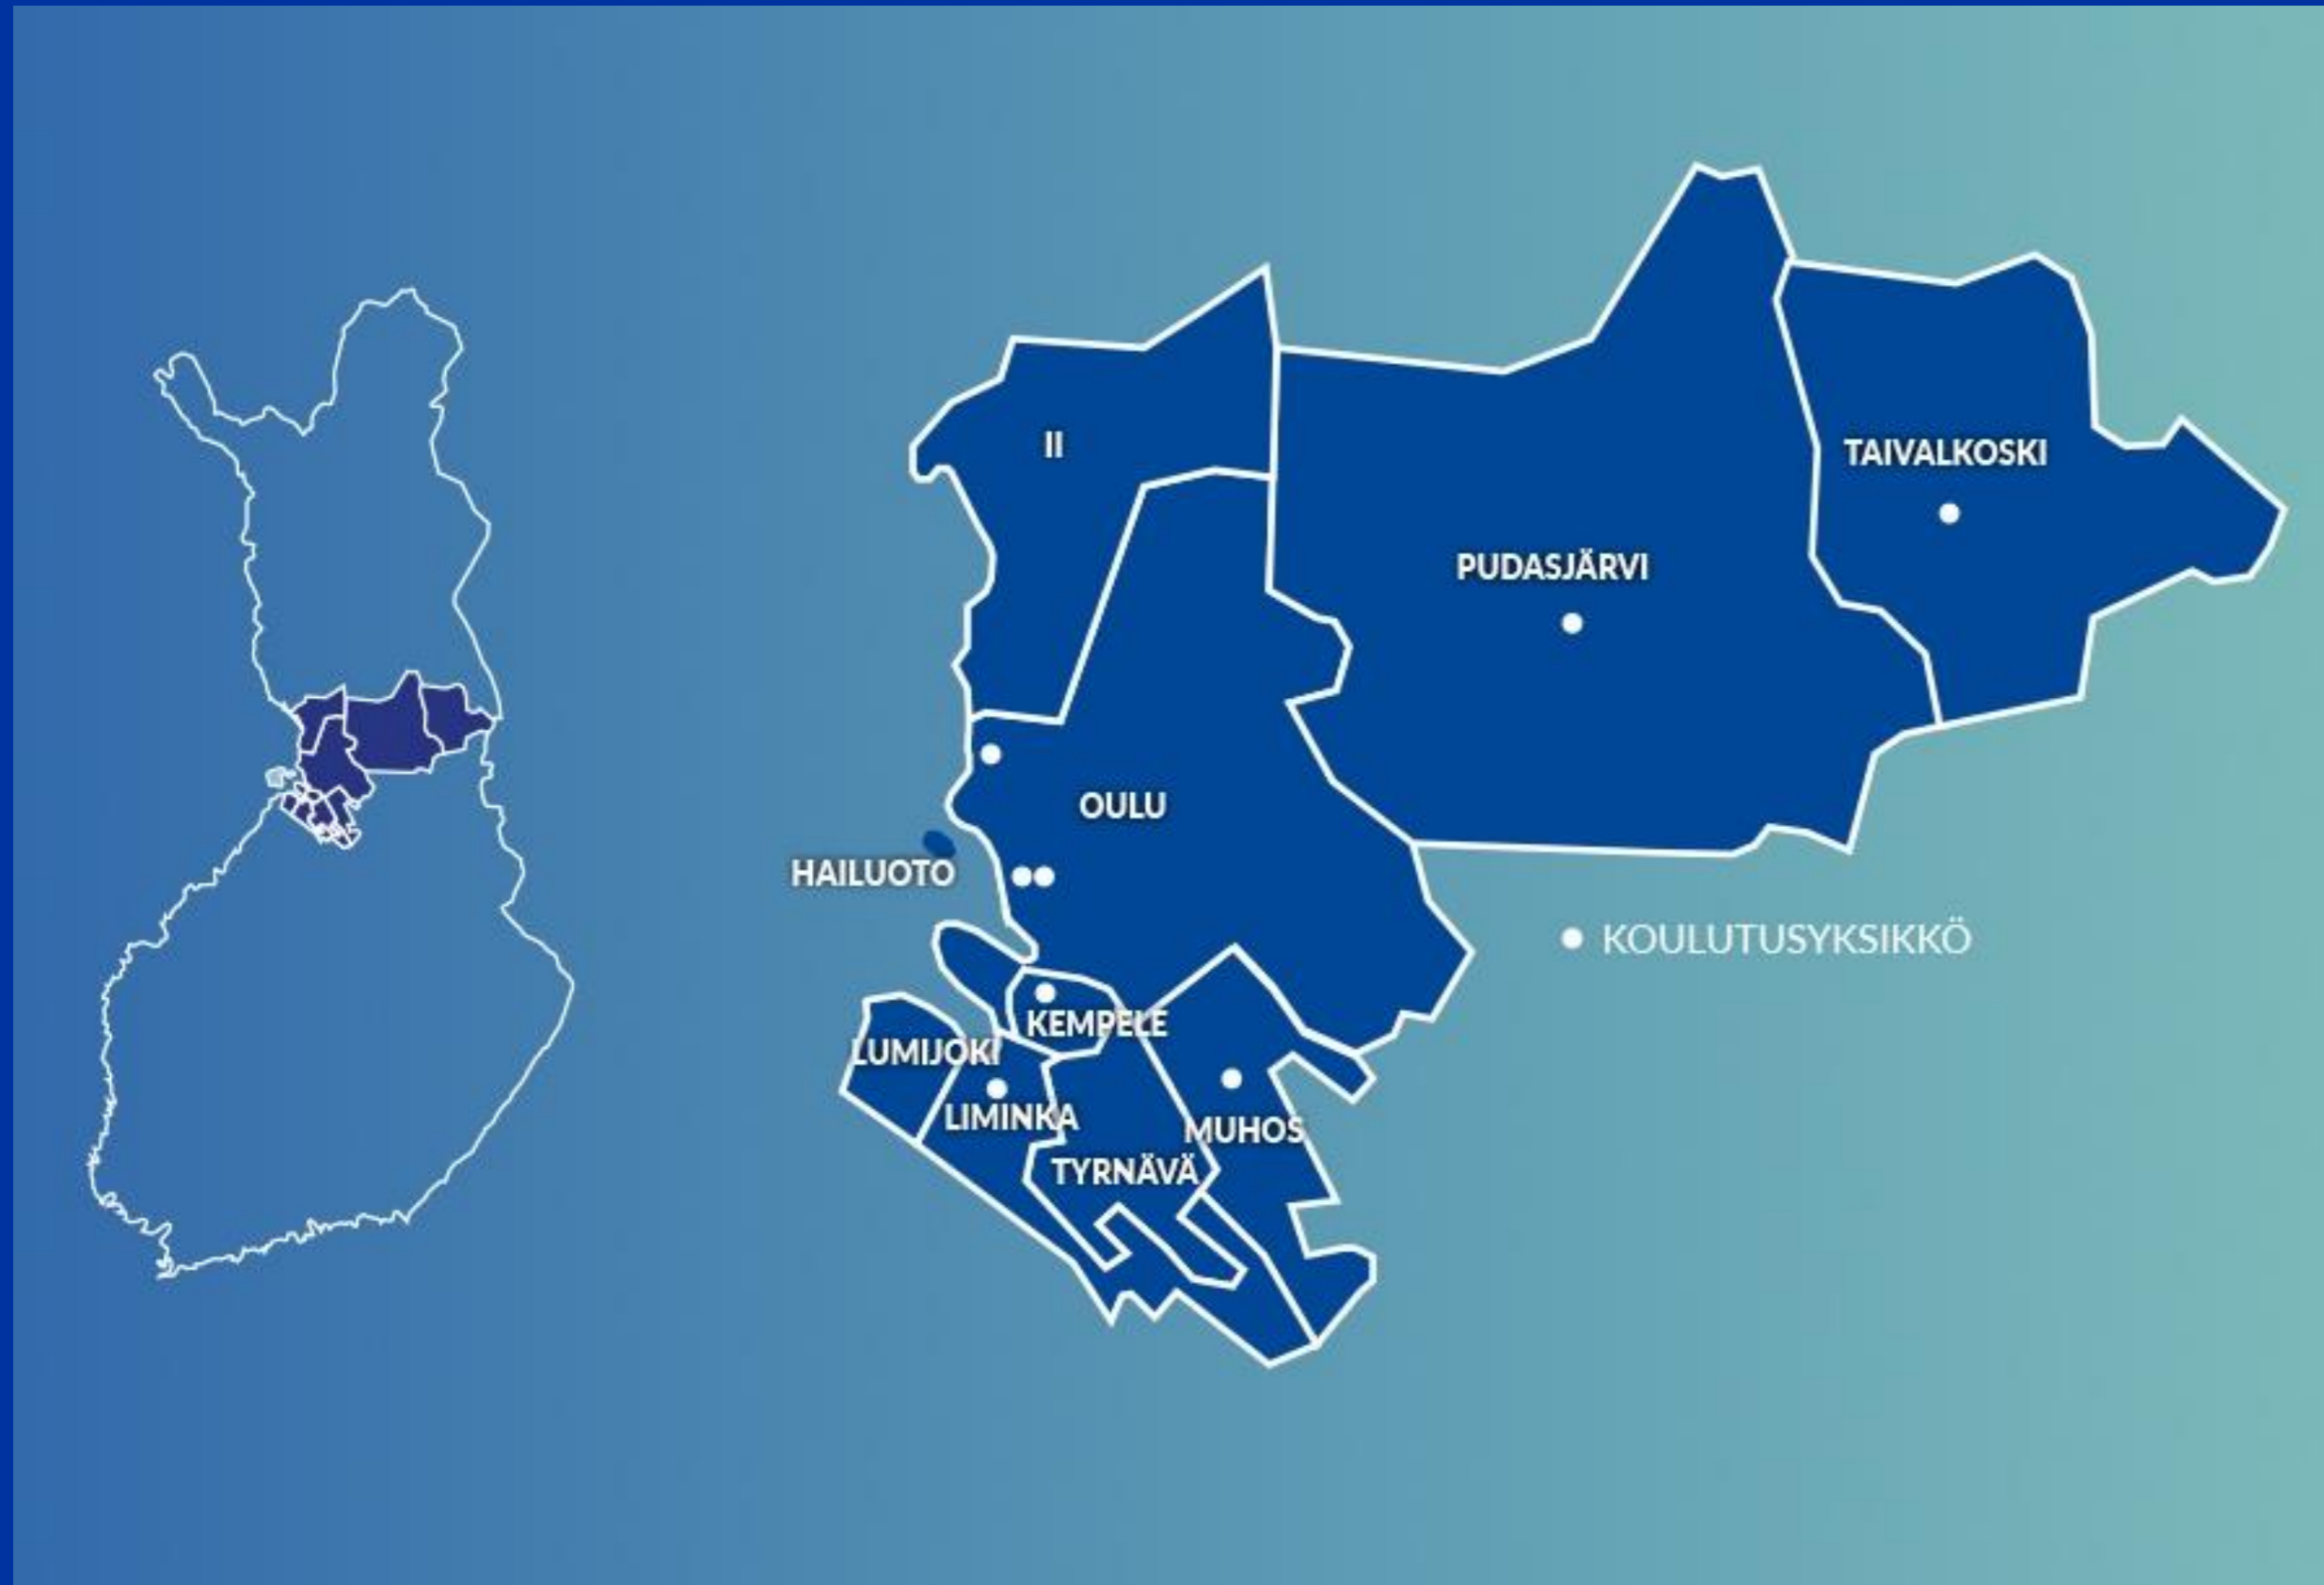 II
TAIVALKOSKI
PUDASJÄRVI
OULU
HAILUOTO
KOULUTUSYKSIKKÖ
KEMPELE
LUMIJOKI
LIMINKA
MUHOS
TYRNÄVÄ